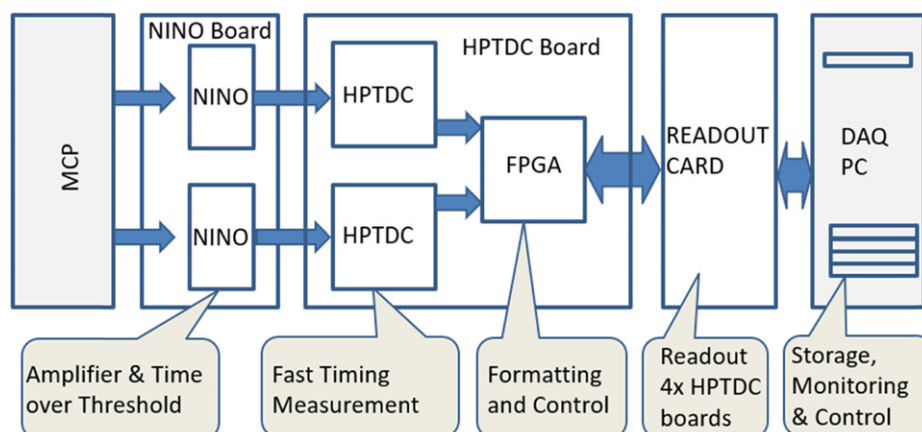 NINO Board
HPTDC Board
MCP
NINO
HPTDC
NINO
HPTDC
FPGA
READOUT
CARD
DAQ
PC
Amplifier & Time
over Threshold
Fast Timing
Measurement
Formatting
and Control
Readout
4x HPTDC
boards
Storage,
Monitoring
& Control